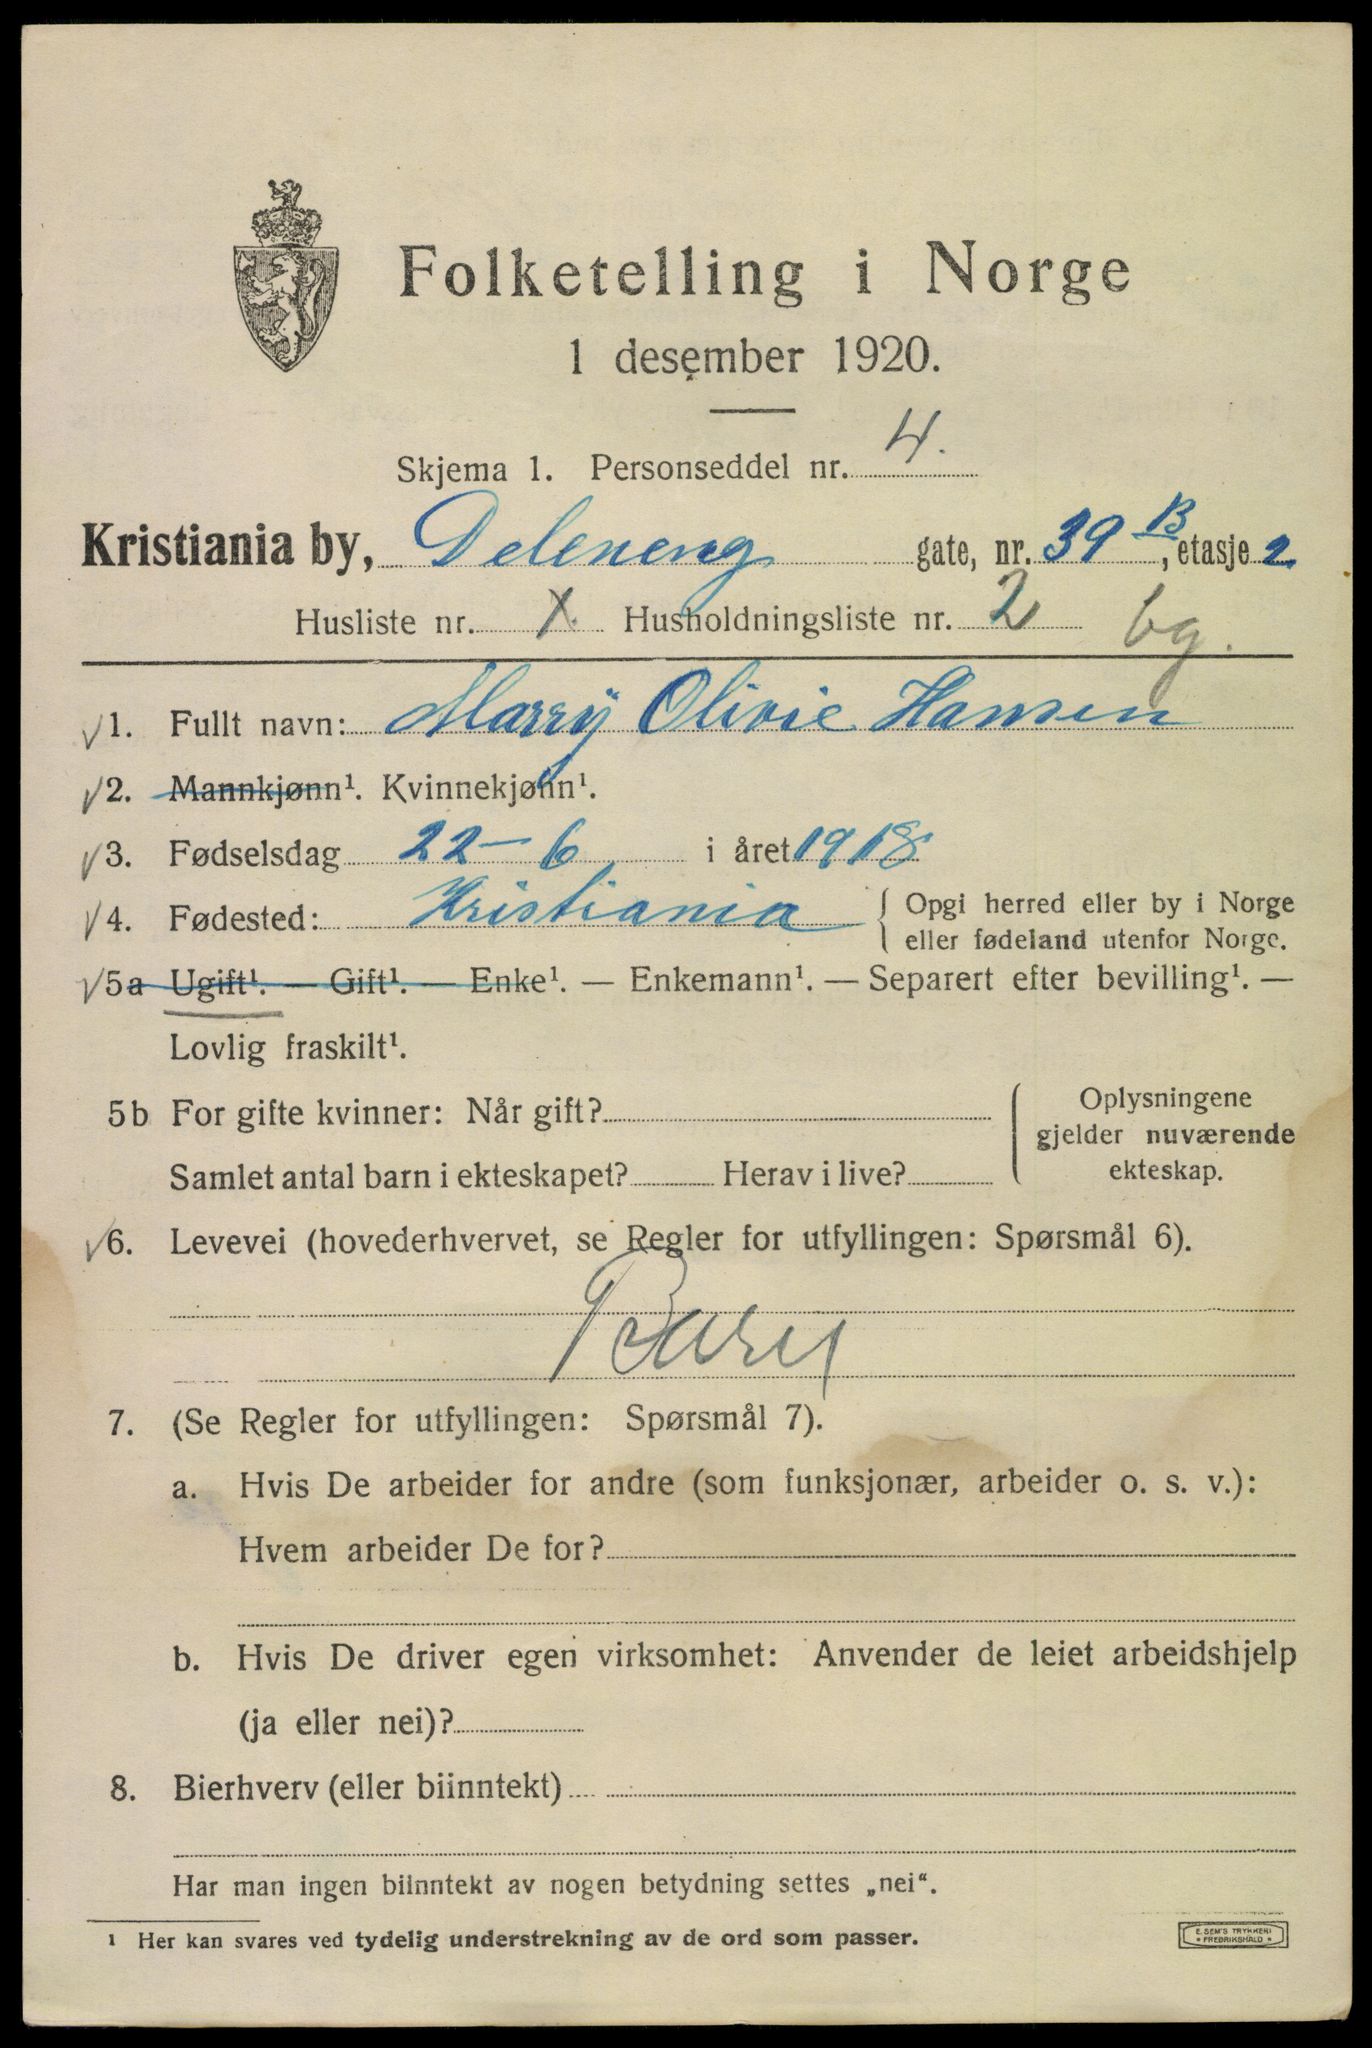 Folketelling i Norge
1 desember 1920.
Skjema 1. Personseddel nr. 4.
Kristiania by, Deleneng gate, nr. 39 B, etasje 2
Husliste nr. 1. Husholdningsliste nr. 2 bg.
1. Fullt navn: Marry Olivie Hansen
2. Mannkjønn¹. Kvinnekjønn¹.
3. Fødselsdag 22-6 i året 1918
4. Fødested: Kristiania { Opgi herred eller by i Norge
eller fødeland utenfor Norge.
5a Ugift¹. — Gift¹. — Enke¹. — Enkemann¹. — Separert efter bevilling¹. —
Lovlig fraskilt¹.
5b For gifte kvinner: Når gift? { Oplysningene
gjelder nuværende
Samlet antal barn i ekteskapet? Herav i live? ekteskap.
6. Levevei (hovederhvervet, se Regler for utfyllingen: Spørsmål 6).
Barn
7. (Se Regler for utfyllingen: Spørsmål 7).
a. Hvis De arbeider for andre (som funksjonær, arbeider o. s. v.):
Hvem arbeider De for?
b. Hvis De driver egen virksomhet: Anvender de leiet arbeidshjelp
(ja eller nei)?
8. Bierhverv (eller biinntekt)
Har man ingen biinntekt av nogen betydning settes „nei“.
¹ Her kan svares ved tydelig understrekning av de ord som passer.
E. SEM'S TRYKKERI
FREDRIKSHALD